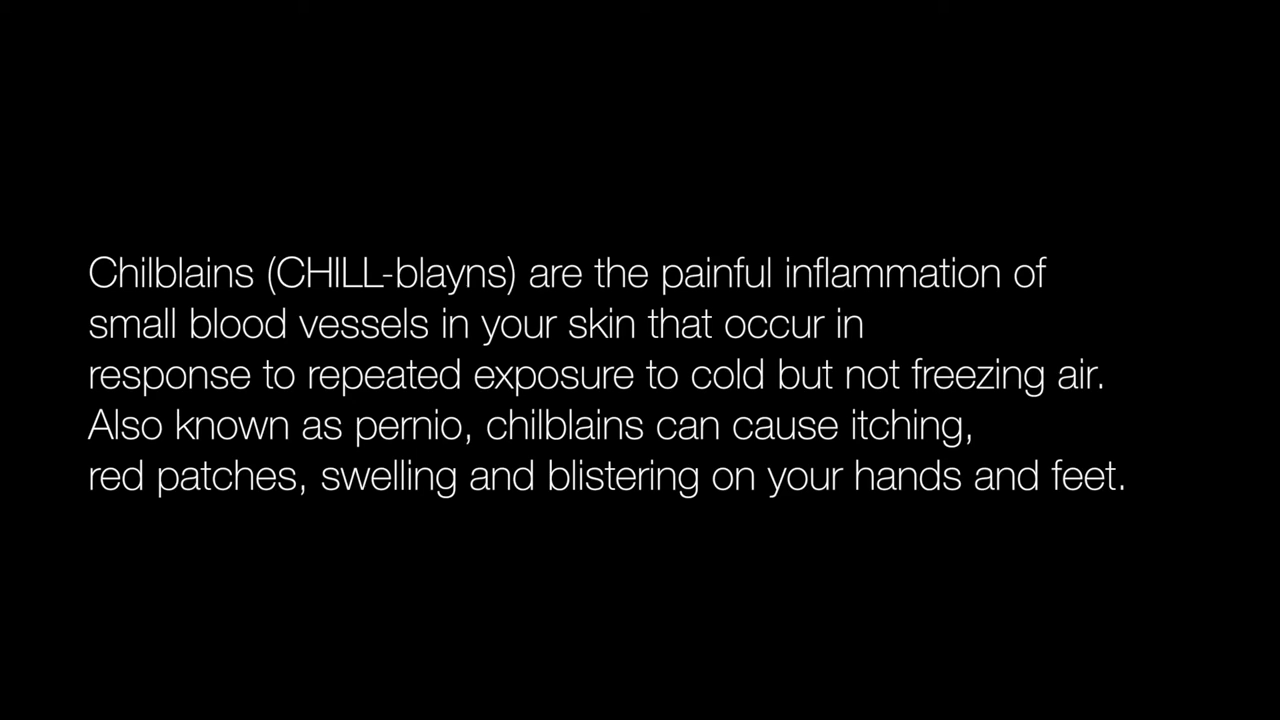 Chilblains (CHILL-blayns) are the painful inflammation of
small blood vessels in your skin that occur in
response to repeated exposure to cold but not freezing air.
Also known as pernio, chilblains can cause itching,
red patches, swelling and blistering on your hands and feet.